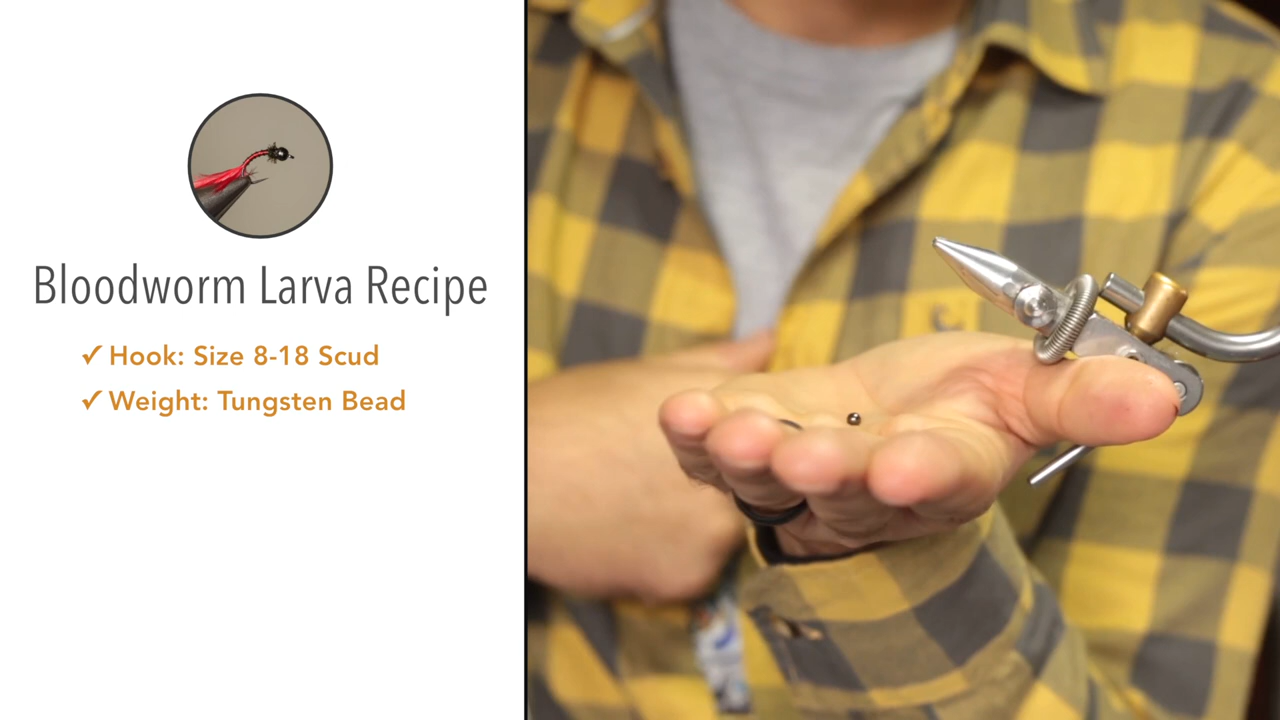 Bloodworm Larva Recipe
✓ Hook: Size 8-18 Scud
✓ Weight: Tungsten Bead